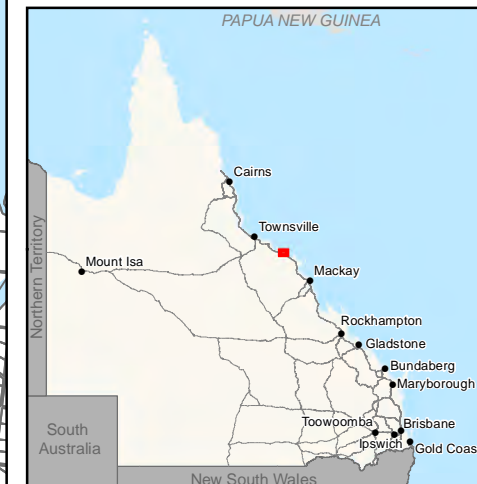 PAPUA NEW GUINEA
Cairns
Townsville
Northern Territory
Mount Isa
Mackay
Rockhampton
Gladstone
Bundaberg
Maryborough
Toowoomba
Brisbane
South
Australia
Ipswich
Gold Coas
New South Wales